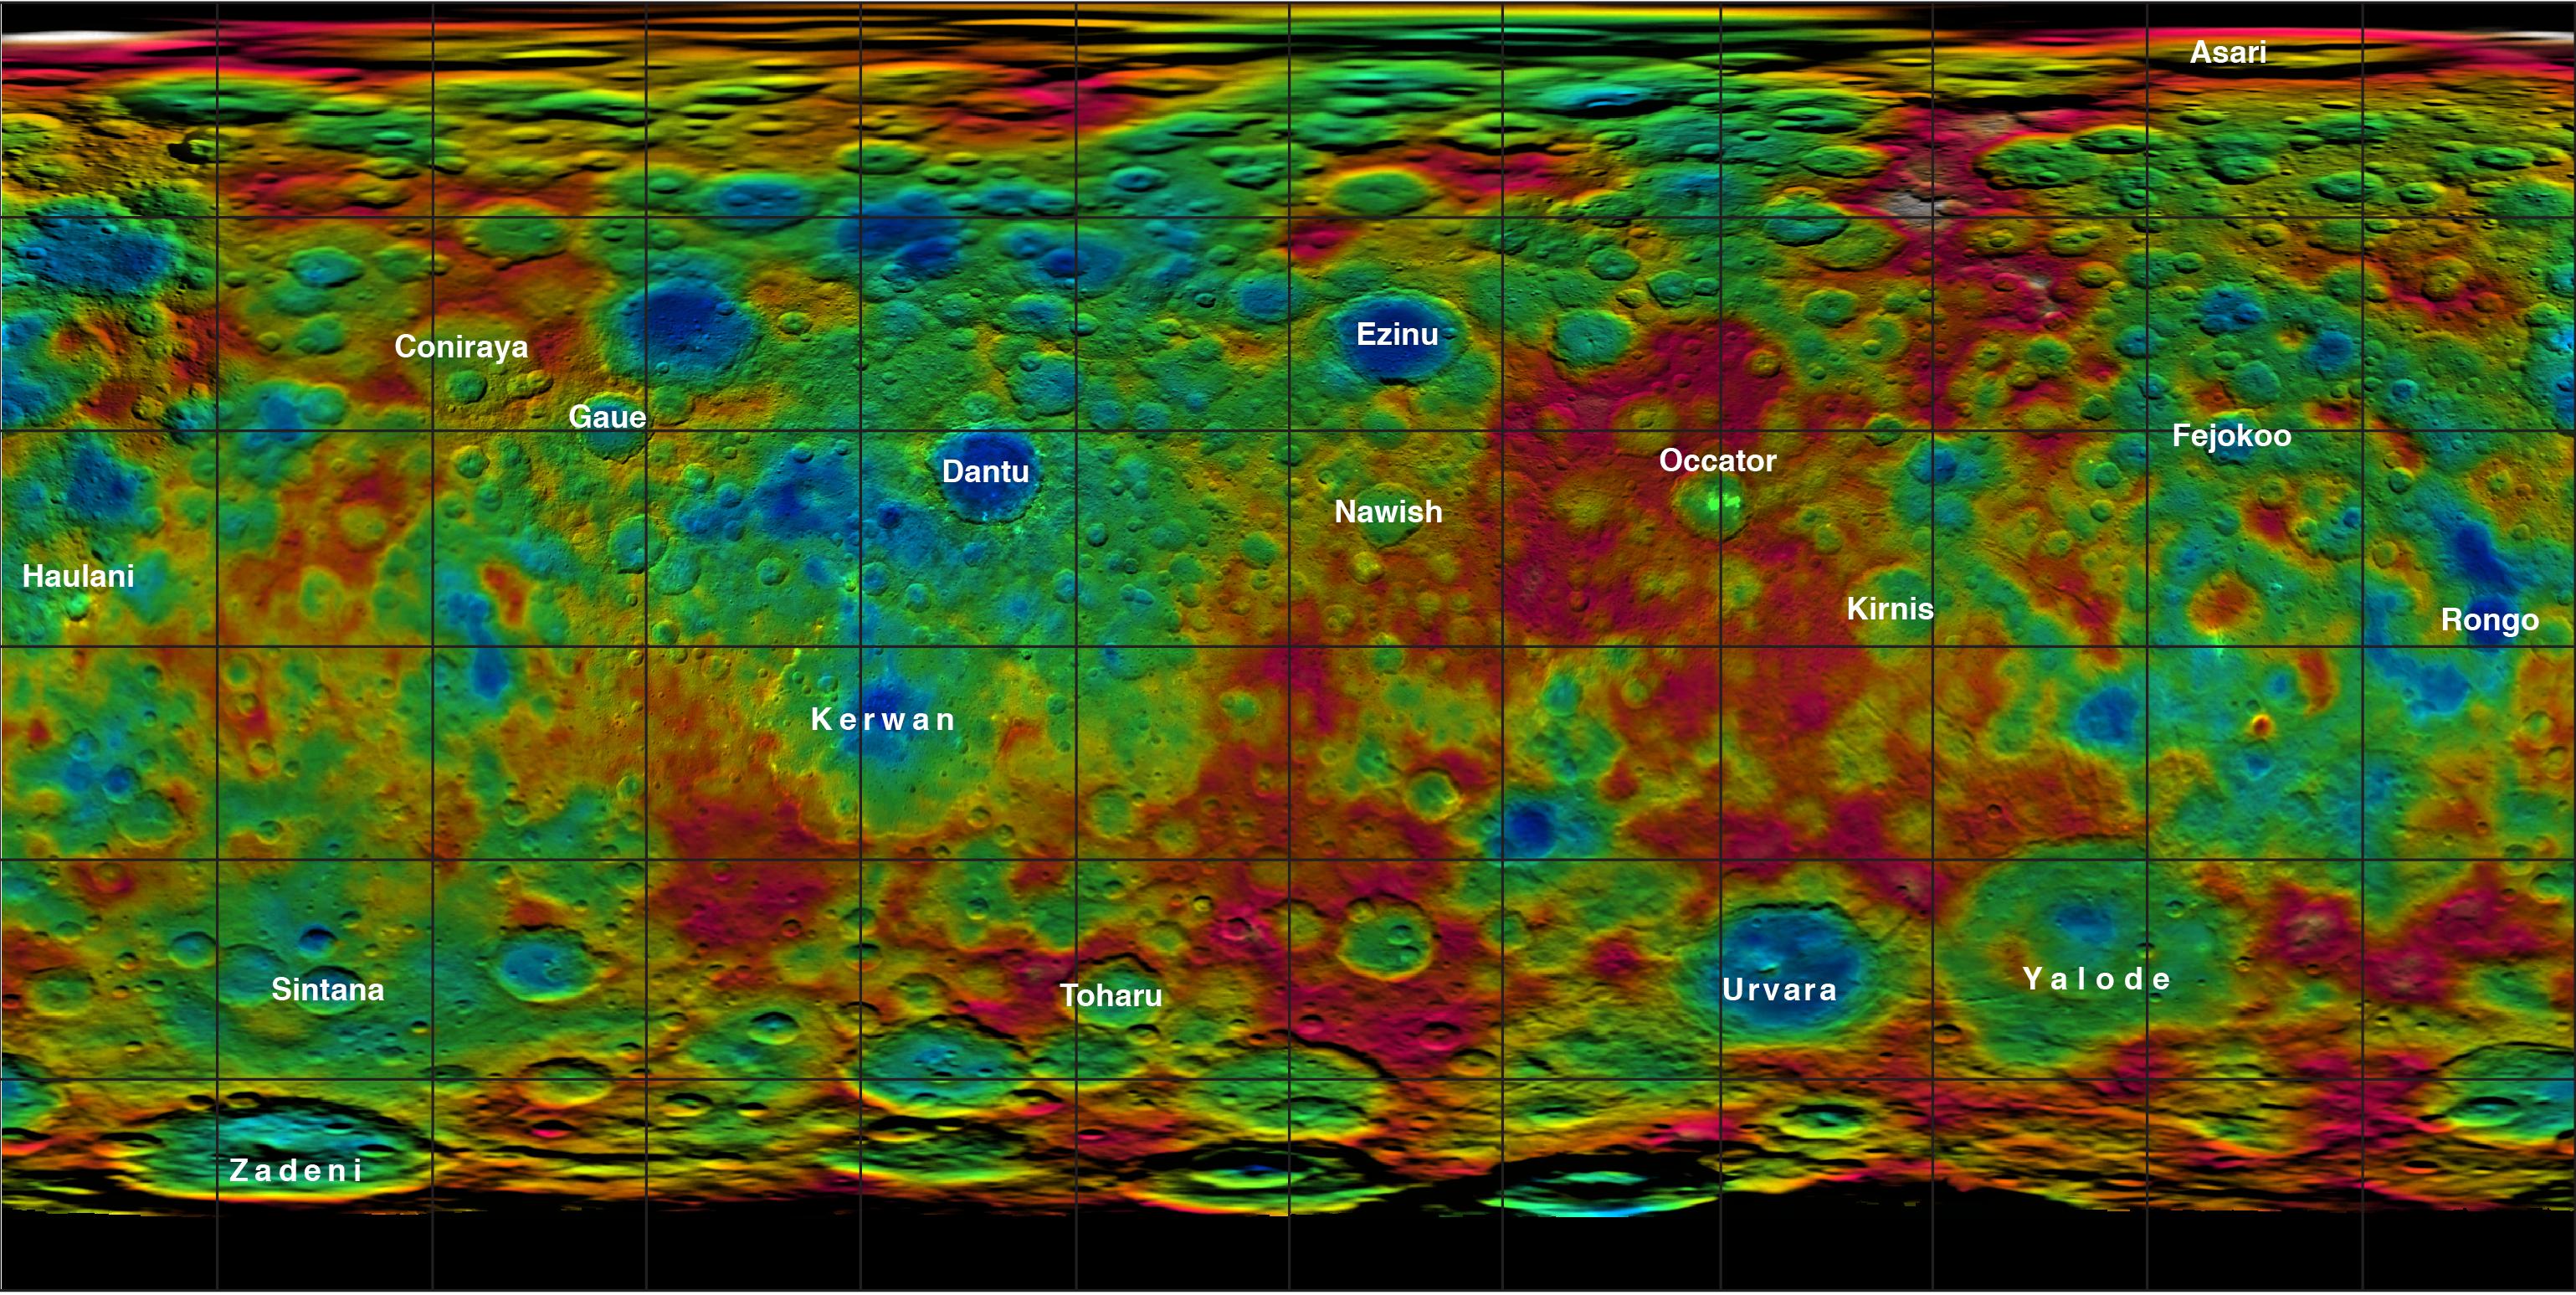 Asari
Ezinu
Coniraya
Gaue
Fejokoo
Occator
Dantu
Nawish
Haulani
Kirnis
Rongo
Kerwan
Yalode
Sintana
Urvara
Toharu
Zadeni